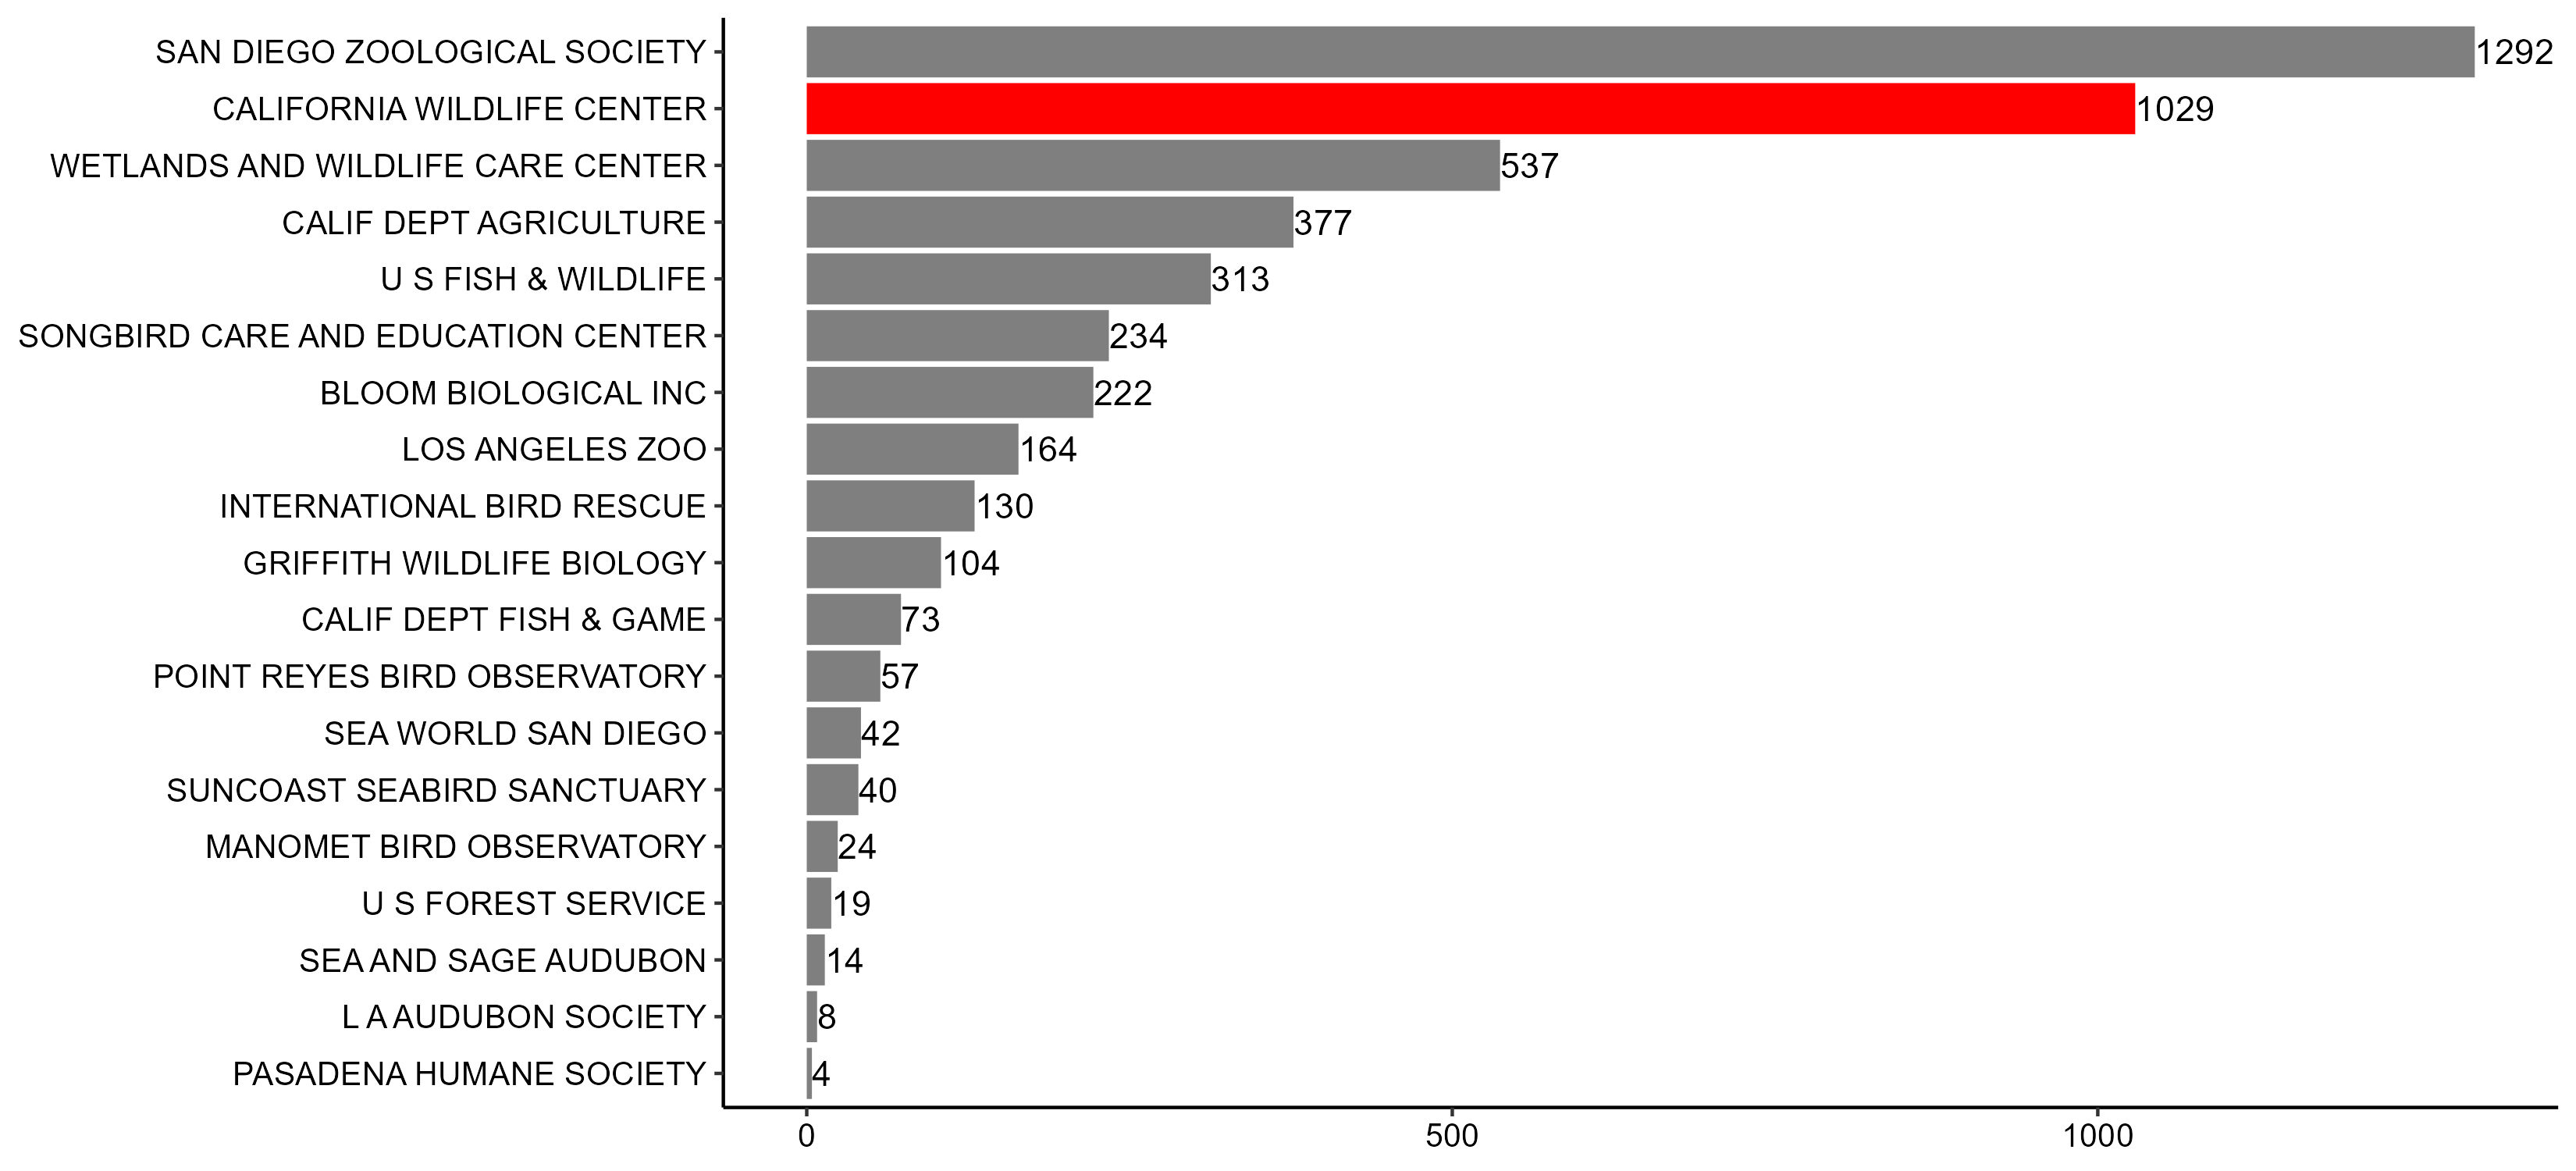 SAN DIEGO ZOOLOGICAL SOCIETY 1292
CALIFORNIA WILDLIFE CENTER 1029
WETLANDS AND WILDLIFE CARE CENTER 537
CALIF DEPT AGRICULTURE 377
U S FISH & WILDLIFE 313
SONGBIRD CARE AND EDUCATION CENTER 234
BLOOM BIOLOGICAL INC 222
LOS ANGELES ZOO 164
INTERNATIONAL BIRD RESCUE 130
GRIFFITH WILDLIFE BIOLOGY 104
CALIF DEPT FISH & GAME 73
POINT REYES BIRD OBSERVATORY 57
SEA WORLD SAN DIEGO 42
SUNCOAST SEABIRD SANCTUARY 40
MANOMET BIRD OBSERVATORY 24
U S FOREST SERVICE 19
SEA AND SAGE AUDUBON 14
L A AUDUBON SOCIETY 8
PASADENA HUMANE SOCIETY 4
0 500 1000